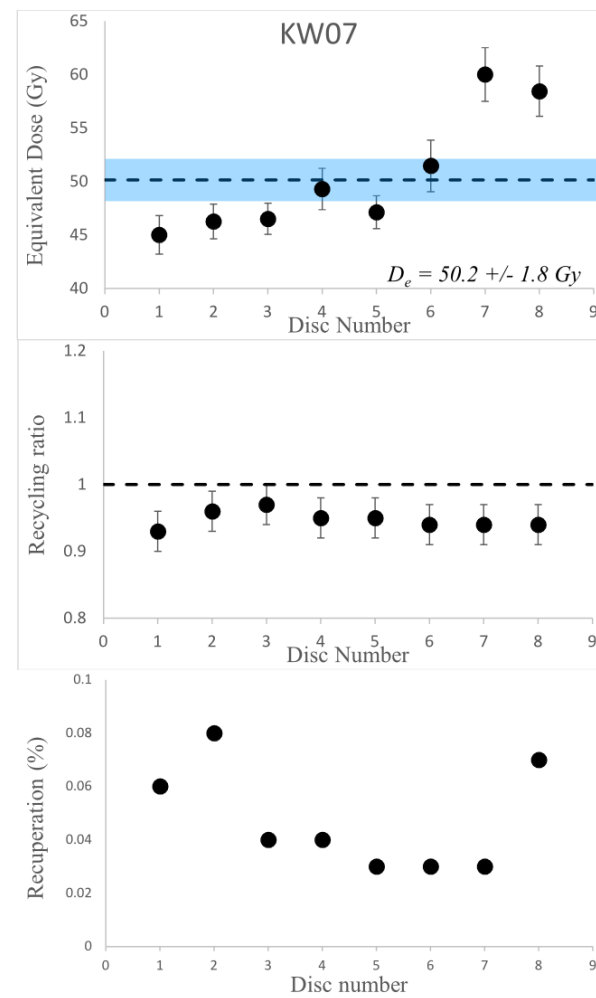 KW07
Equivalent Dose (Gy)
65
60
55
50
45
40
D_e = 50.2 +/- 1.8 Gy
0 1 2 3 4 5 6 7 8 9
Disc Number
Recycling ratio
1.2
1.1
1
0.9
0.8
0 1 2 3 4 5 6 7 8 9
Disc Number
Recuperation (%)
0.1
0.08
0.06
0.04
0.02
0
0 1 2 3 4 5 6 7 8 9
Disc number